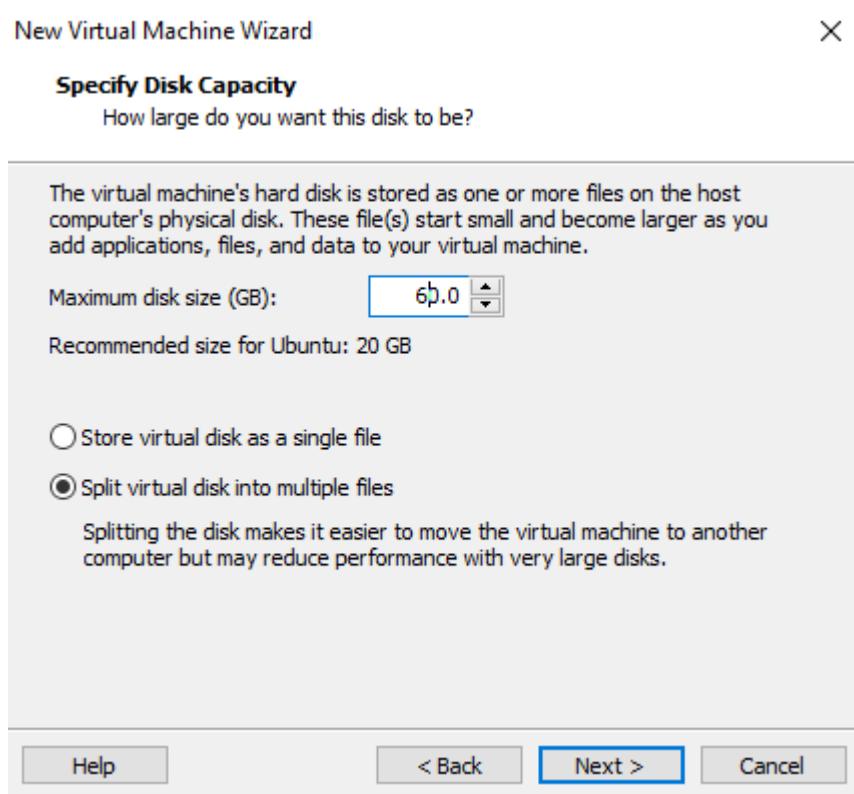 New Virtual Machine Wizard
Specify Disk Capacity
How large do you want this disk to be?
The virtual machine's hard disk is stored as one or more files on the host
computer's physical disk. These file(s) start small and become larger as you
add applications, files, and data to your virtual machine.
Maximum disk size (GB): 60.0
Recommended size for Ubuntu: 20 GB
Store virtual disk as a single file
Split virtual disk into multiple files
Splitting the disk makes it easier to move the virtual machine to another
computer but may reduce performance with very large disks.
Help < Back Next > Cancel